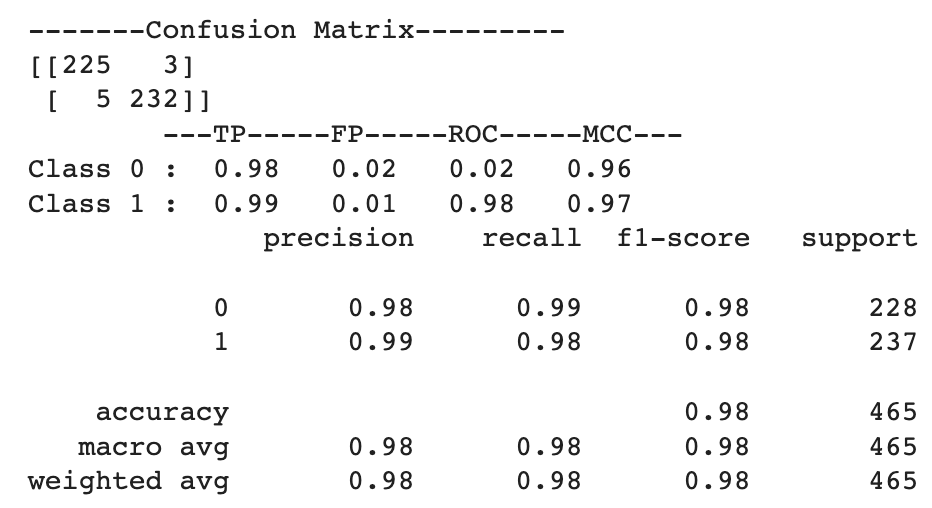 -------Confusion Matrix---------
[[225   3]
 [  5 232]]
        ---TP-----FP-----ROC-----MCC---
Class 0 :  0.98   0.02   0.02   0.96
Class 1 :  0.99   0.01   0.98   0.97
              precision    recall  f1-score   support

           0       0.98      0.99      0.98       228
           1       0.99      0.98      0.98       237

    accuracy                           0.98       465
   macro avg       0.98      0.98      0.98       465
weighted avg       0.98      0.98      0.98       465